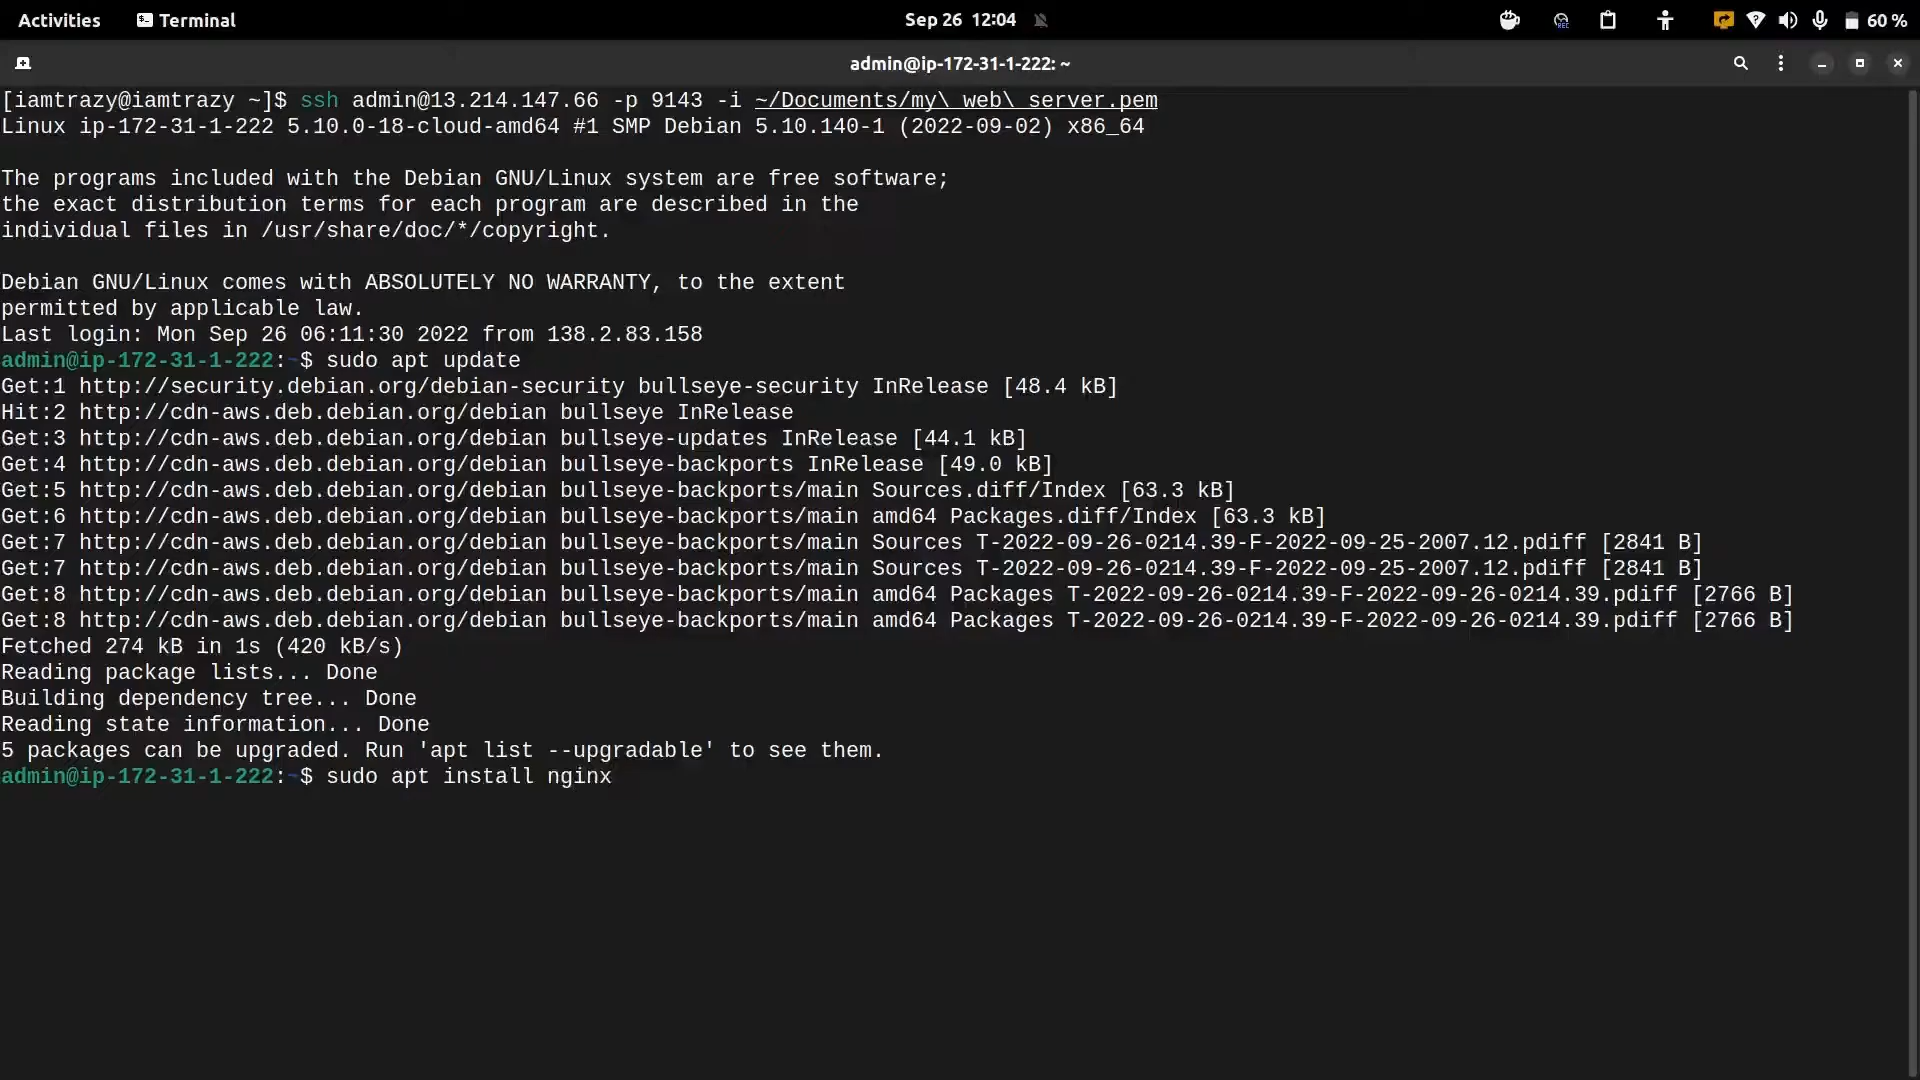 Activities Terminal Sep 26 12:04 60 %
admin@ip-172-31-1-222: ~
[iamtrazy@iamtrazy ~]$ ssh admin@13.214.147.66 -p 9143 -i ~/Documents/my\ web\ server.pem
Linux ip-172-31-1-222 5.10.0-18-cloud-amd64 #1 SMP Debian 5.10.140-1 (2022-09-02) x86_64
The programs included with the Debian GNU/Linux system are free software;
the exact distribution terms for each program are described in the
individual files in /usr/share/doc/*/copyright.
Debian GNU/Linux comes with ABSOLUTELY NO WARRANTY, to the extent
permitted by applicable law.
Last login: Mon Sep 26 06:11:30 2022 from 138.2.83.158
admin@ip-172-31-1-222:~$ sudo apt update
Get:1 http://security.debian.org/debian-security bullseye-security InRelease [48.4 kB]
Hit:2 http://cdn-aws.deb.debian.org/debian bullseye InRelease
Get:3 http://cdn-aws.deb.debian.org/debian bullseye-updates InRelease [44.1 kB]
Get:4 http://cdn-aws.deb.debian.org/debian bullseye-backports InRelease [49.0 kB]
Get:5 http://cdn-aws.deb.debian.org/debian bullseye-backports/main Sources.diff/Index [63.3 kB]
Get:6 http://cdn-aws.deb.debian.org/debian bullseye-backports/main amd64 Packages.diff/Index [63.3 kB]
Get:7 http://cdn-aws.deb.debian.org/debian bullseye-backports/main Sources T-2022-09-26-0214.39-F-2022-09-25-2007.12.pdiff [2841 B]
Get:7 http://cdn-aws.deb.debian.org/debian bullseye-backports/main Sources T-2022-09-26-0214.39-F-2022-09-25-2007.12.pdiff [2841 B]
Get:8 http://cdn-aws.deb.debian.org/debian bullseye-backports/main amd64 Packages T-2022-09-26-0214.39-F-2022-09-26-0214.39.pdiff [2766 B]
Get:8 http://cdn-aws.deb.debian.org/debian bullseye-backports/main amd64 Packages T-2022-09-26-0214.39-F-2022-09-26-0214.39.pdiff [2766 B]
Fetched 274 kB in 1s (420 kB/s)
Reading package lists... Done
Building dependency tree... Done
Reading state information... Done
5 packages can be upgraded. Run 'apt list --upgradable' to see them.
admin@ip-172-31-1-222:~$ sudo apt install nginx